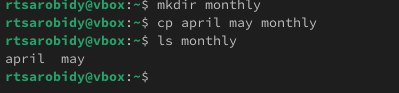 rtsarobidy@vbox:~$ mkdir monthly
rtsarobidy@vbox:~$ cp april may monthly
rtsarobidy@vbox:~$ ls monthly
april  may
rtsarobidy@vbox:~$